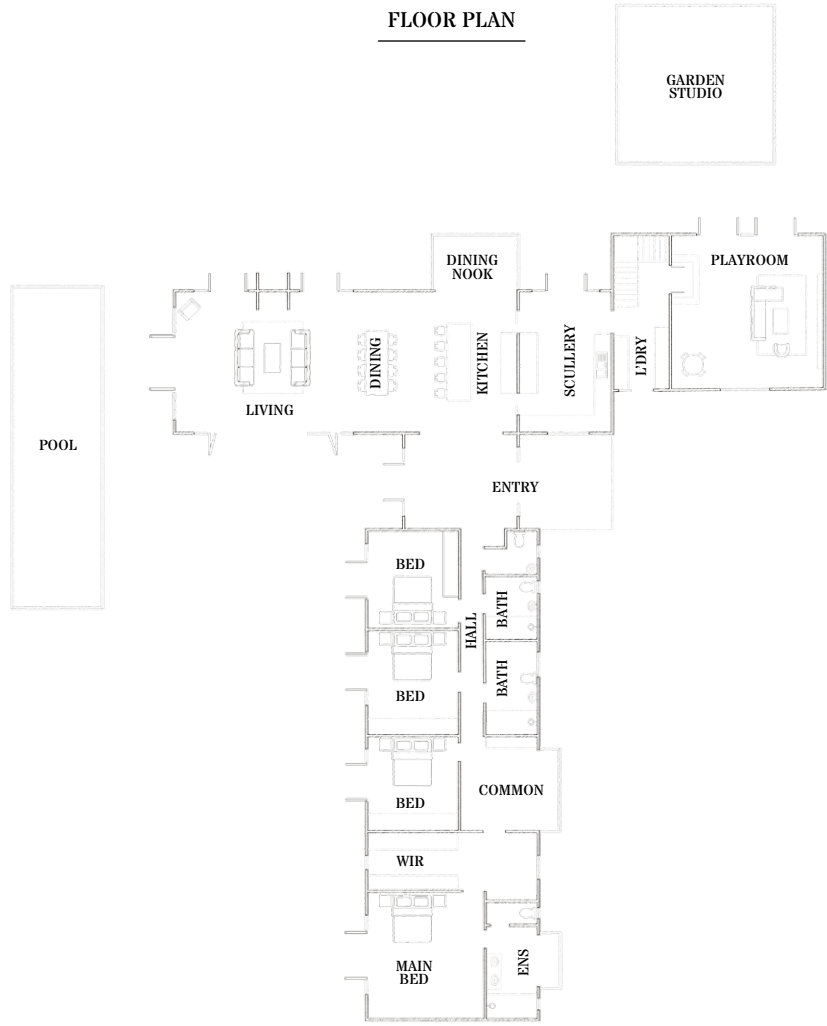 FLOOR PLAN
GARDEN
STUDIO
DINING
NOOK
PLAYROOM
LIVING
DINING
KITCHEN
SCULLERY
L'DRY
POOL
ENTRY
BED
BATH
HALL
BATH
BED
BED
COMMON
WIR
MAIN
BED
ENS